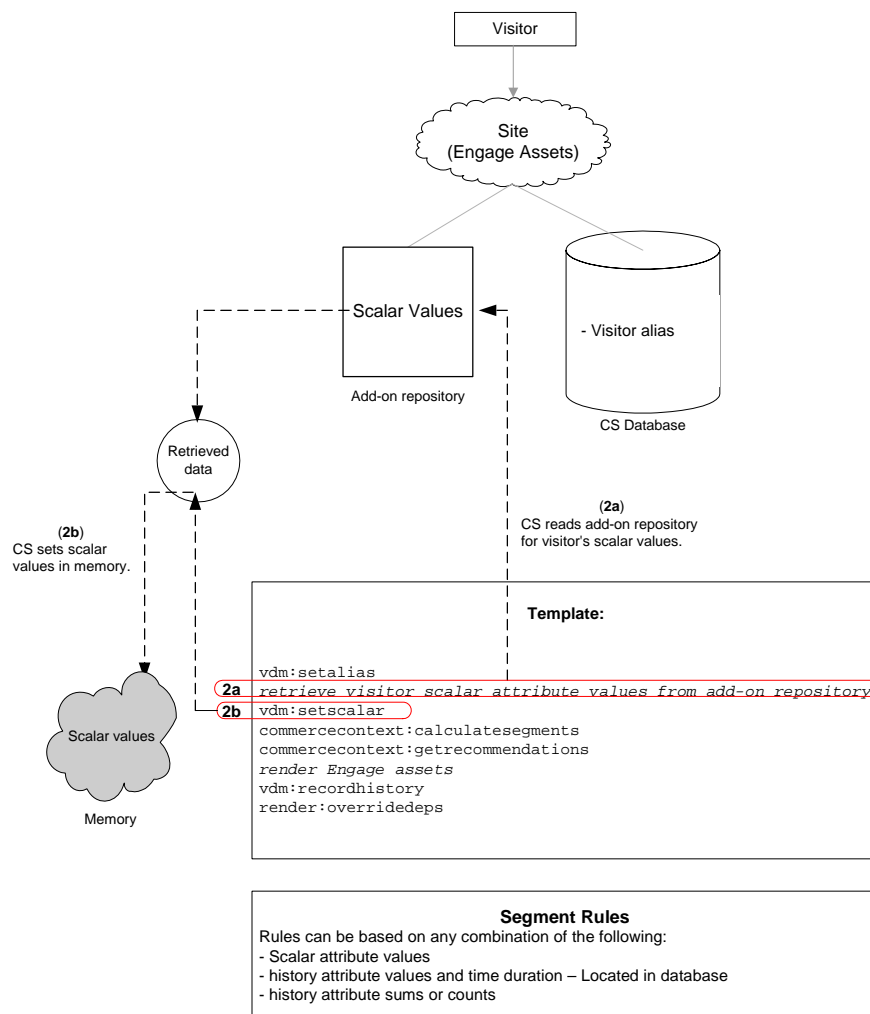 Visitor
Site
(Engage Assets)
Scalar Values
Add-on repository
- Visitor alias
CS Database
Retrieved
data
(2b)
CS sets scalar
values in memory.
(2a)
CS reads add-on repository
for visitor's scalar values.
Scalar values
Memory
Template:
vdm:setalias
2a retrieve visitor scalar attribute values from add-on repository
2b vdm:setscalar
commercecontext:calculatesegments
commercecontext:getrecommendations
render Engage assets
vdm:recordhistory
render:overridedeps
Segment Rules
Rules can be based on any combination of the following:
- Scalar attribute values
- history attribute values and time duration – Located in database
- history attribute sums or counts